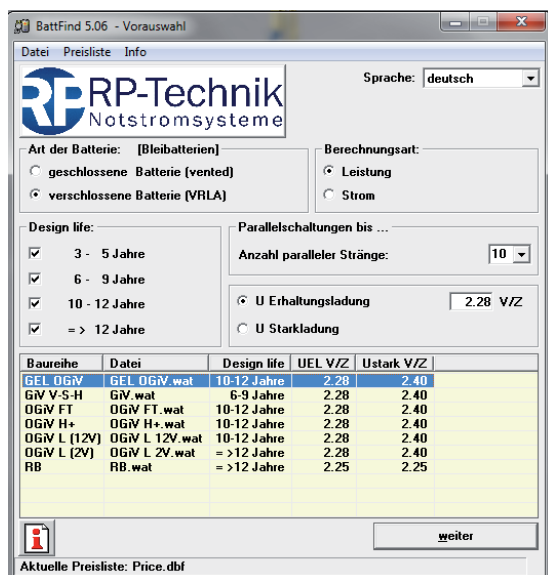 BattFind 5.06 - Vorauswahl
Datei Preisliste Info
RP RP-Technik
Notstromsysteme
Sprache: deutsch
Art der Batterie: [Bleibatterien]
geschlossene Batterie (vented)
verschlossene Batterie (VRLA)
Berechnungsart:
Leistung
Strom
Design life:
3 - 5 Jahre
6 - 9 Jahre
10 - 12 Jahre
= > 12 Jahre
Parallelschaltungen bis ...
Anzahl paralleler Stränge: 10
U Erhaltungsladung 2.28 V/Z
U Starkladung
Baureihe Datei Design life UEL V/Z Ustark V/Z
GEL OGiV GEL OGiV.wat 10-12 Jahre 2.28 2.40
GiV V-S-H GiV.wat 6-9 Jahre 2.28 2.40
OGiV FT OGiV FT.wat 10-12 Jahre 2.28 2.40
OGiV H+ OGiV H+.wat 10-12 Jahre 2.28 2.40
OGiV L (12V) OGiV L 12V.wat 10-12 Jahre 2.28 2.40
OGiV L (2V) OGiV L 2V.wat = >12 Jahre 2.28 2.40
RB RB.wat = >12 Jahre 2.25 2.25
i
weiter
Aktuelle Preisliste: Price.dbf